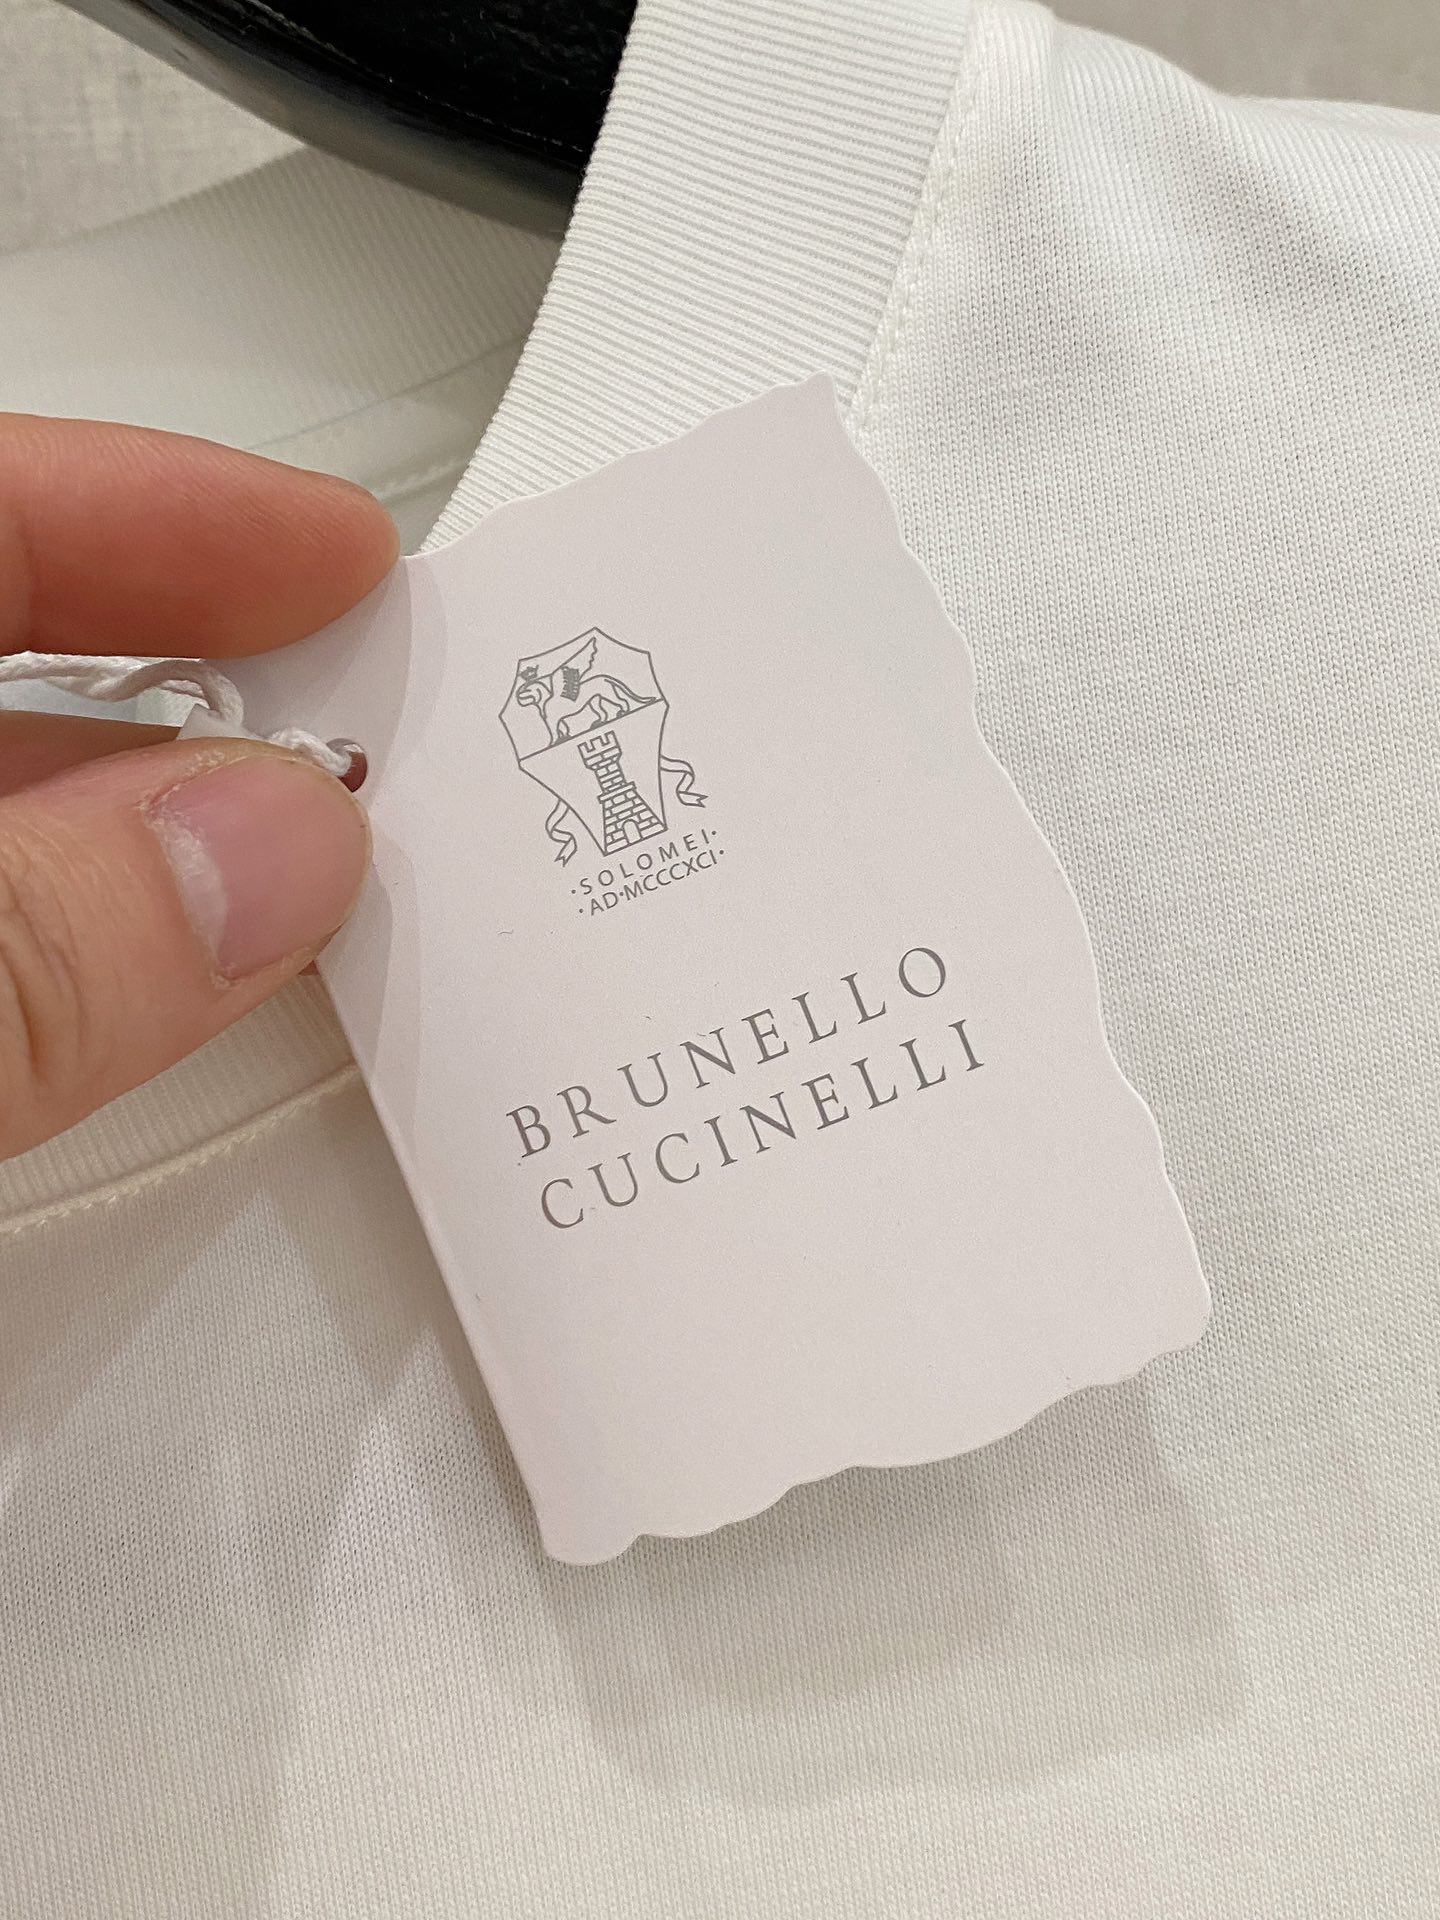 ·SOLOMEI·
·AD·MCCCXCI·
BRUNELLO
CUCINELLI